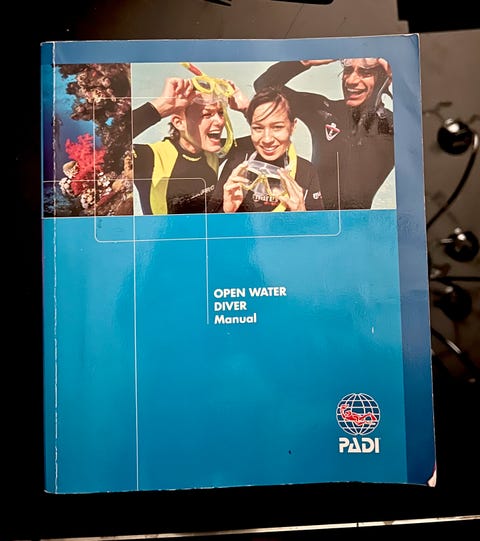 OPEN WATER
DIVER
Manual
PADI